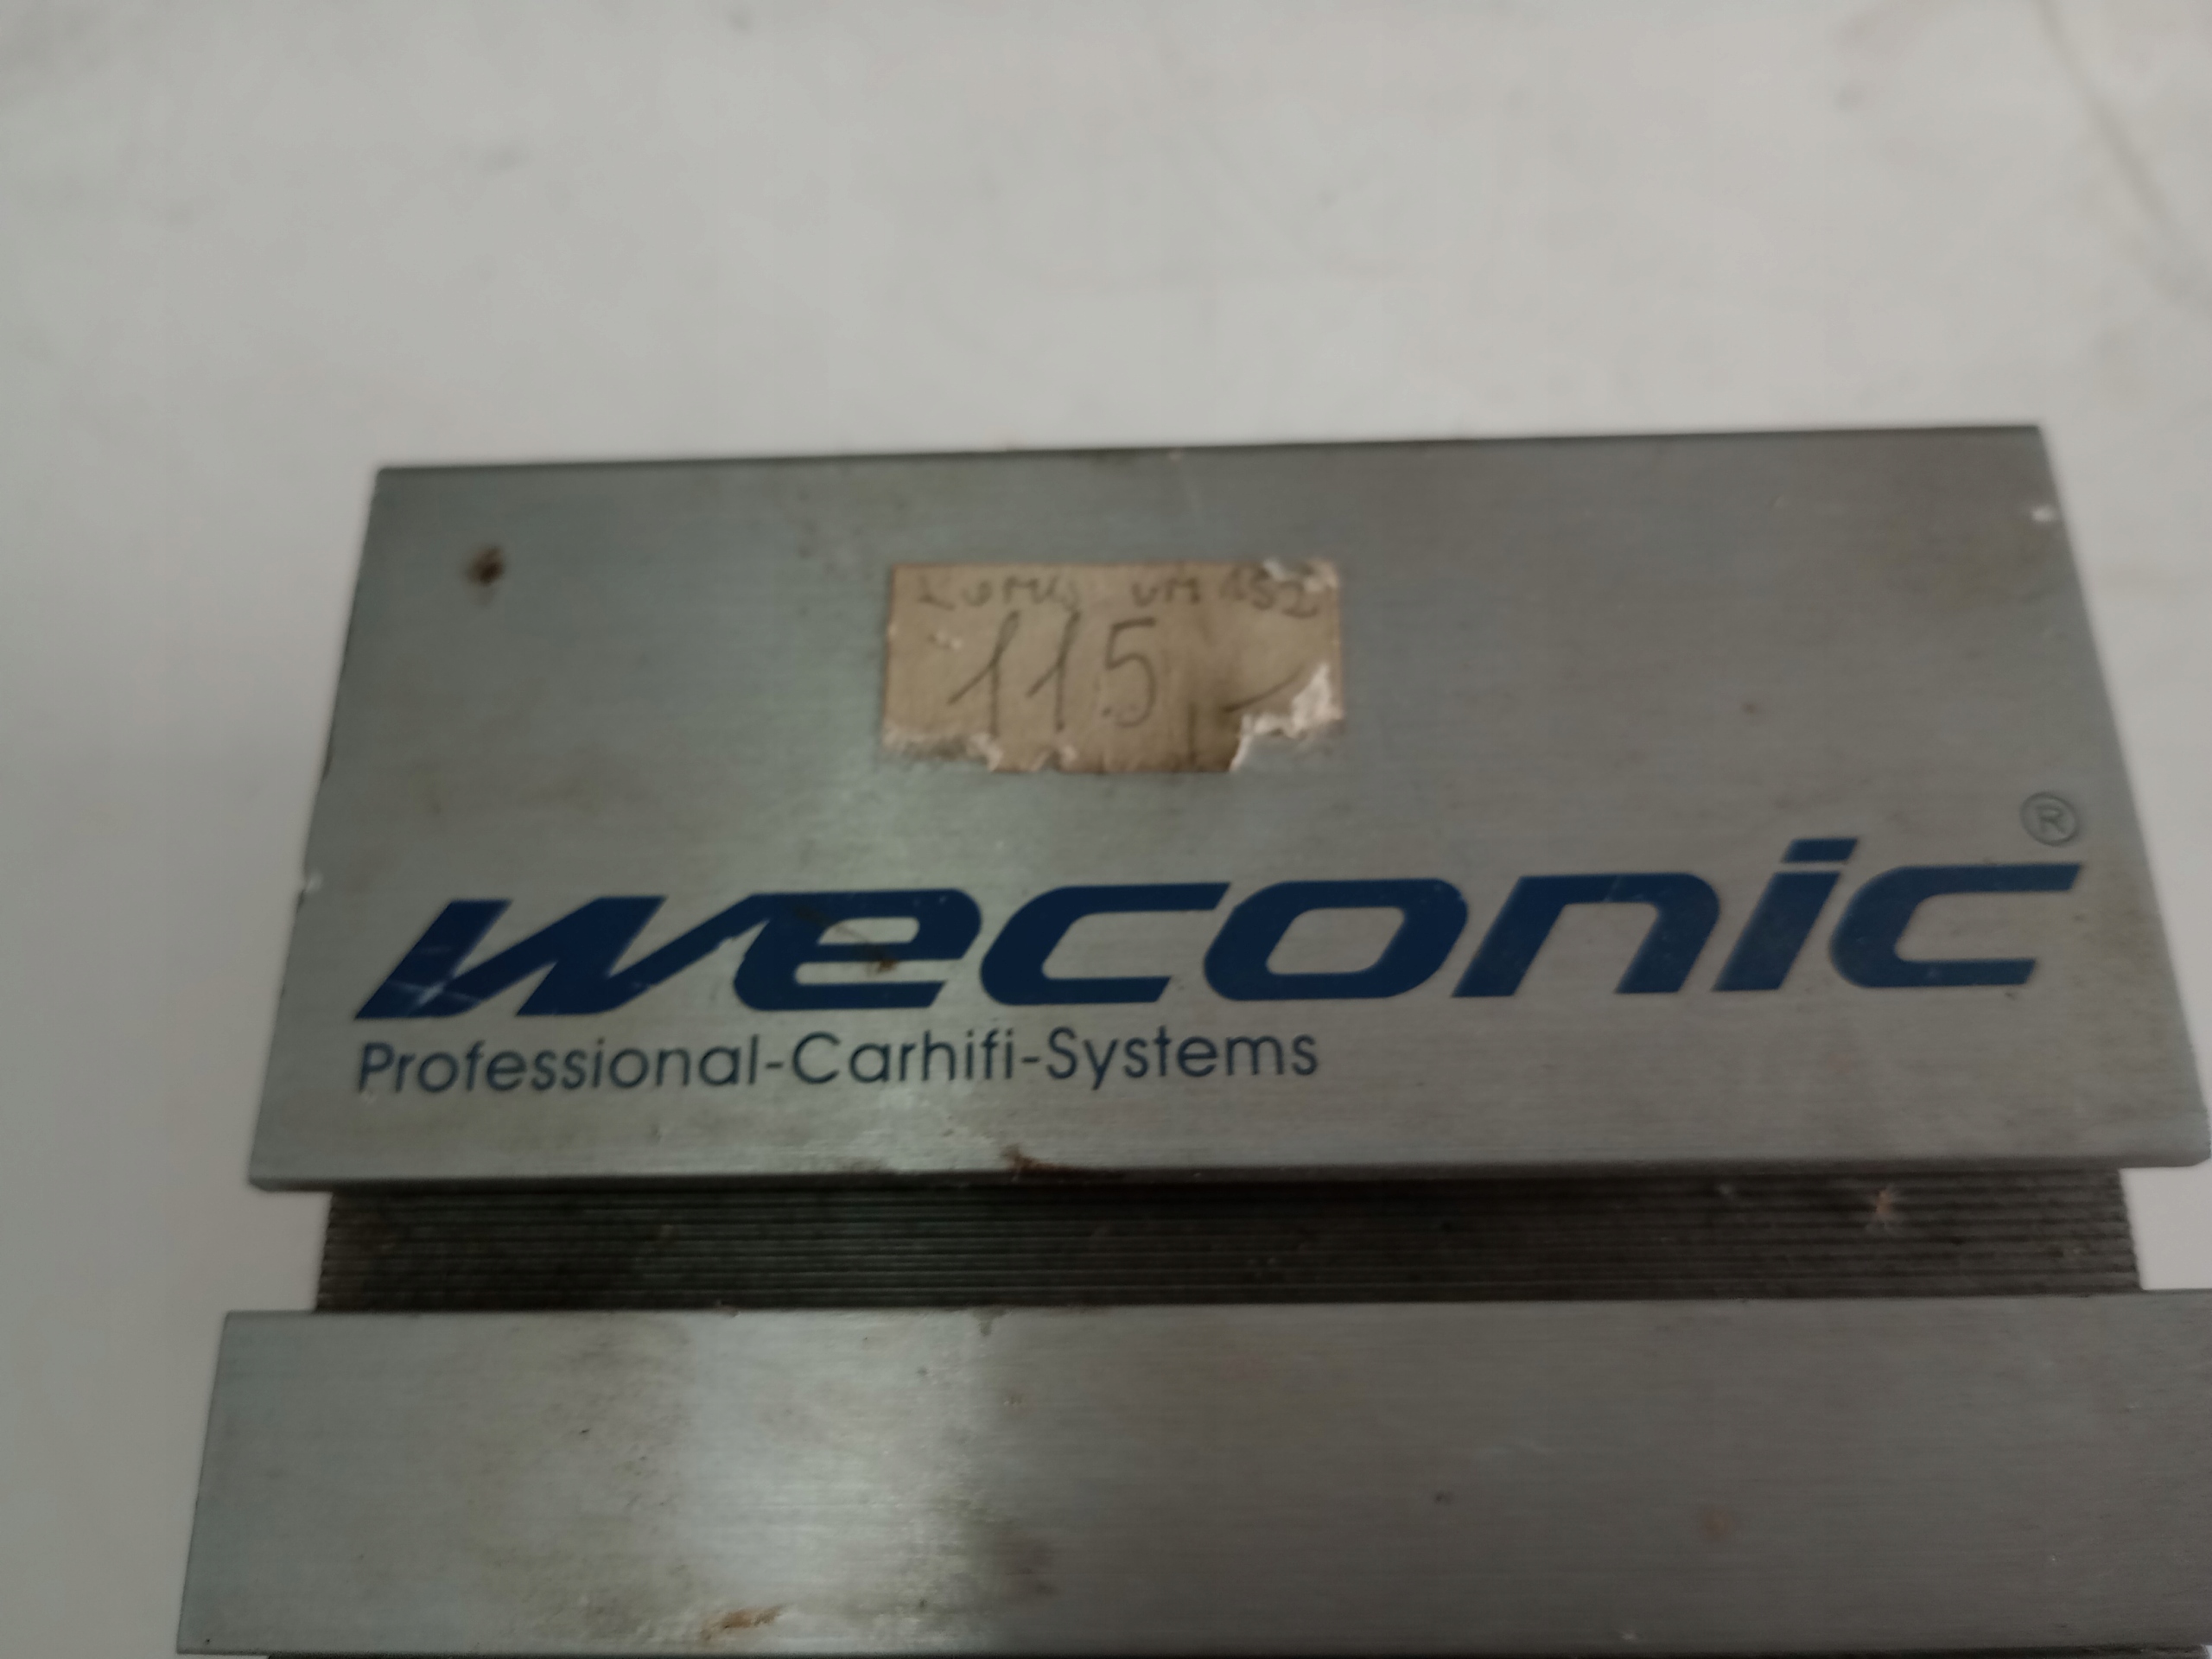 115,-
weconic®
Professional-Carhifi-Systems